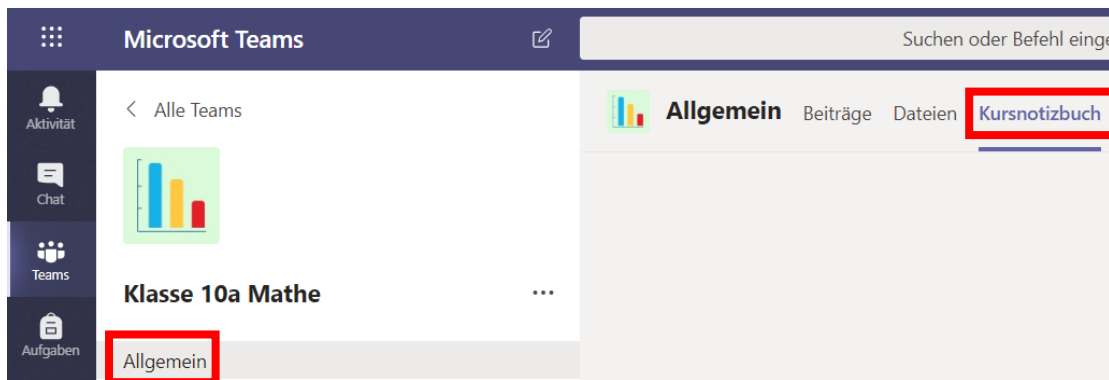 Microsoft Teams
Suchen oder Befehl einge
Aktivität
Chat
Teams
Aufgaben
Alle Teams
Klasse 10a Mathe
Allgemein
Allgemein Beiträge Dateien Kursnotizbuch